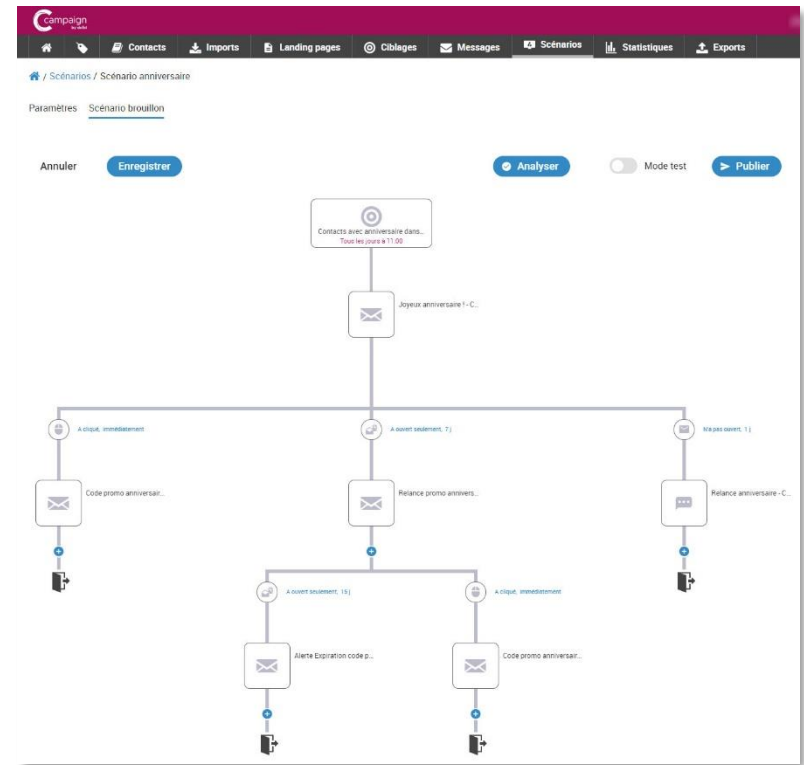 Campaign
Contacts Imports Landing pages Ciblages Messages Scénarios Statistiques Exports
/ Scénarios / Scénario anniversaire
Paramètres Scénario brouillon
Annuler Enregistrer Analyser Mode test Publier
Contacts avec anniversaire dans...
Tous les jours à 11:00
Joyeux anniversaire ! - C...
A cliqué, immédiatement A ouvert seulement, 7 j N'a pas ouvert, 1 j
Code promo anniversair... Relance promo annivers... Relance anniversaire - C...
A ouvert seulement, 15 j A cliqué, immédiatement
Alerte Expiration code p... Code promo anniversair...